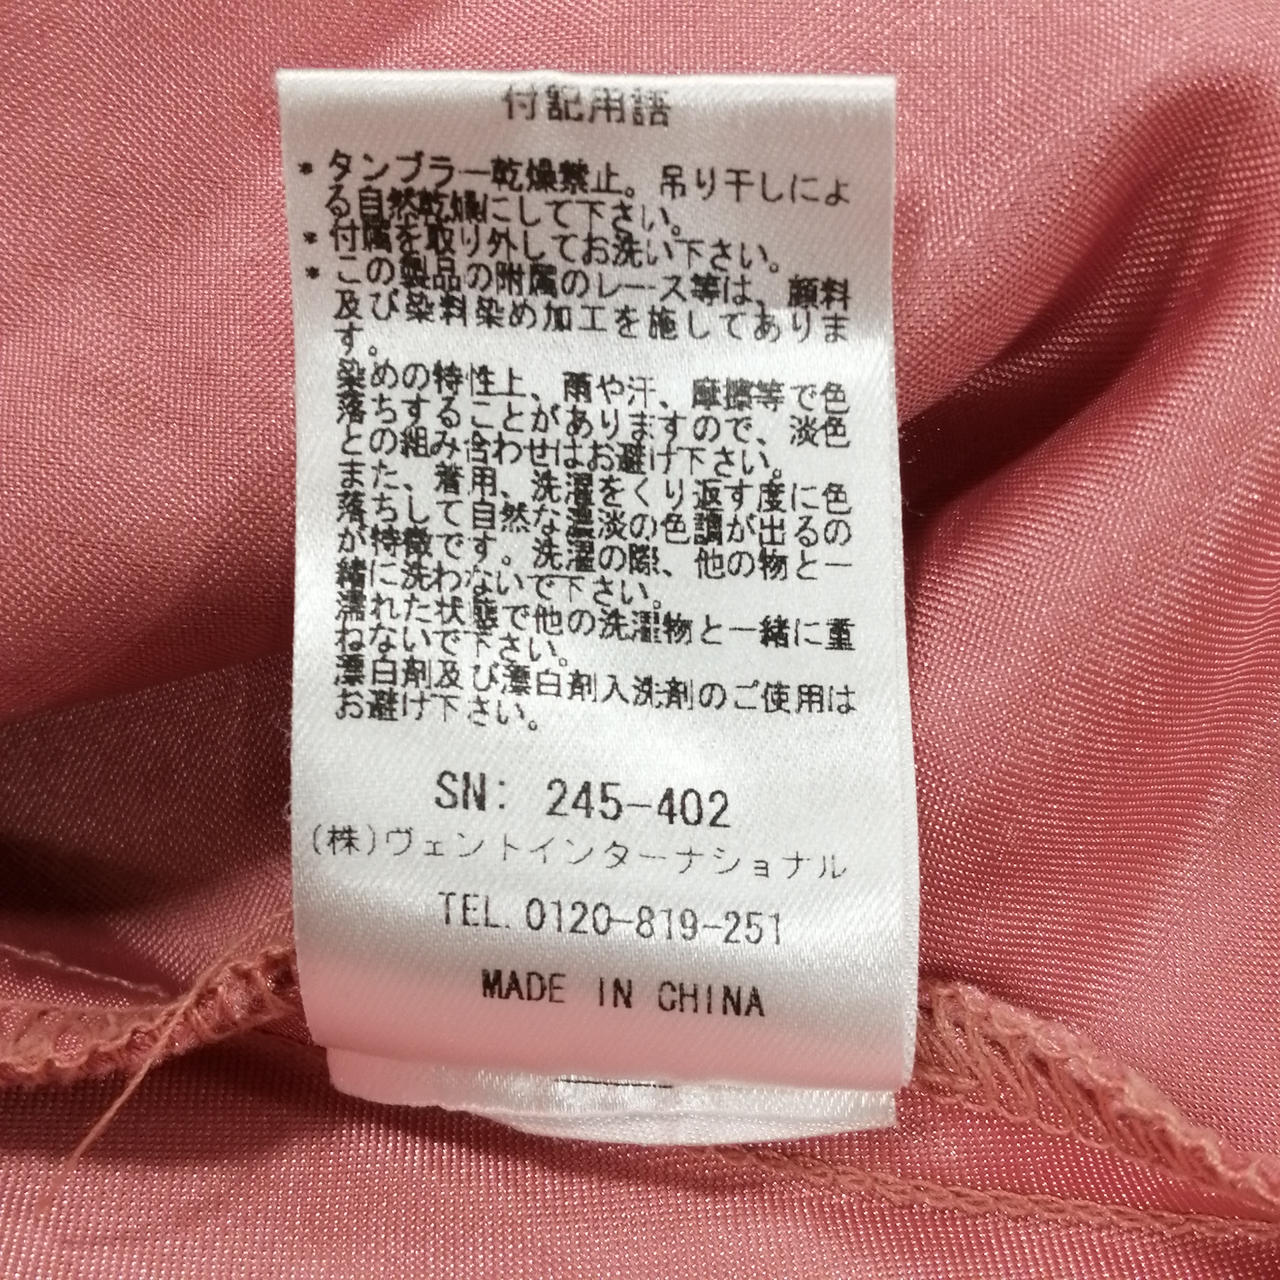 付記用語
* タンブラー乾燥禁止。吊り干しによ
る自然乾燥にして下さい。
* 付属を取り外してお洗い下さい。
* この製品の附属のレース等は、顔料
及び染料染め加工を施してありま
す。
染めの特性上、雨や汗、摩擦等で色
落ちすることがありますので、淡色
との組み合わせはお避け下さい。
また、着用、洗濯をくり返す度に色
落ちして自然な濃淡の色調が出るの
が特徴です。洗濯の際、他の物と一
緒に洗わないで下さい。
濡れた状態で他の洗濯物と一緒に重
ねないで下さい。
漂白剤及び漂白剤入洗剤のご使用は
お避け下さい。
SN: 245-402
(株)ヴェントインターナショナル
TEL.0120-819-251
MADE IN CHINA